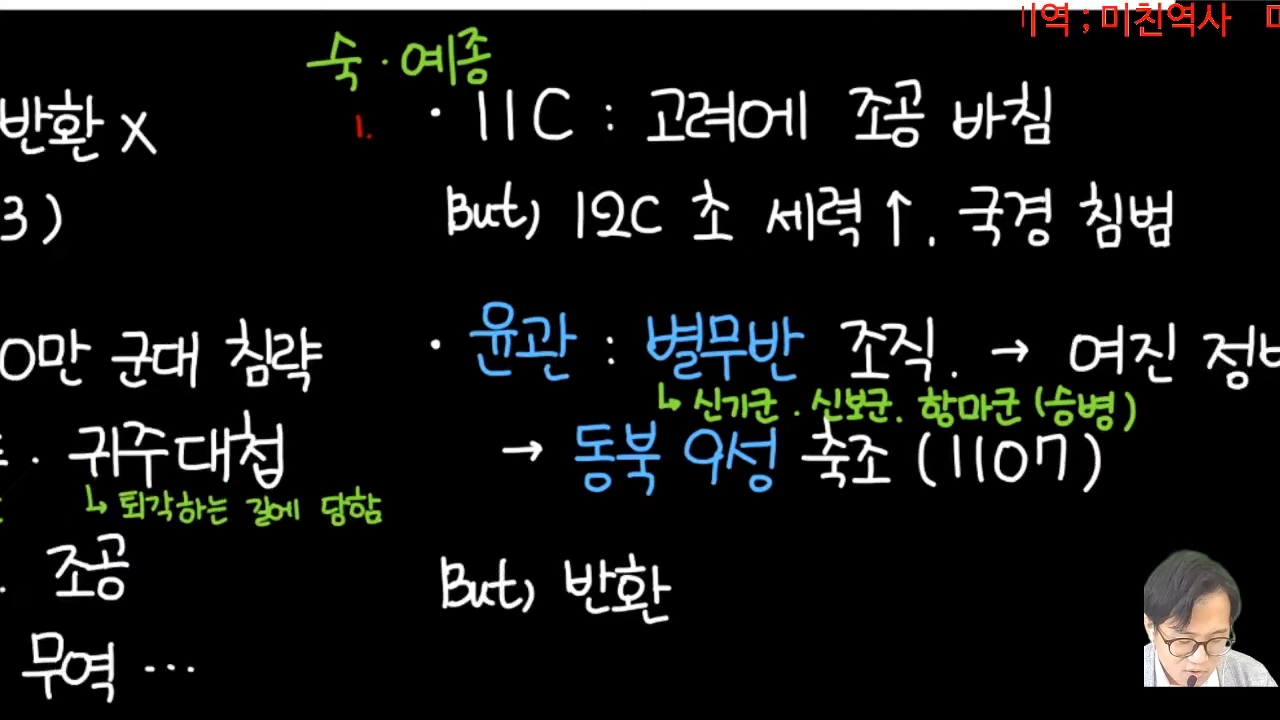 미친역사
반환 X
3)
0만 군대 침략
· 귀주대첩
↳ 퇴각하는 길에 당함
조공
무역 ...
숙·예종
1. · 11C : 고려에 조공 바침
But, 12C 초 세력↑. 국경 침범
· 윤관 : 별무반 조직. → 여진 정
↳ 신기군. 신보군. 항마군(승병)
→ 동북 9성 축조 (1107)
But, 반환